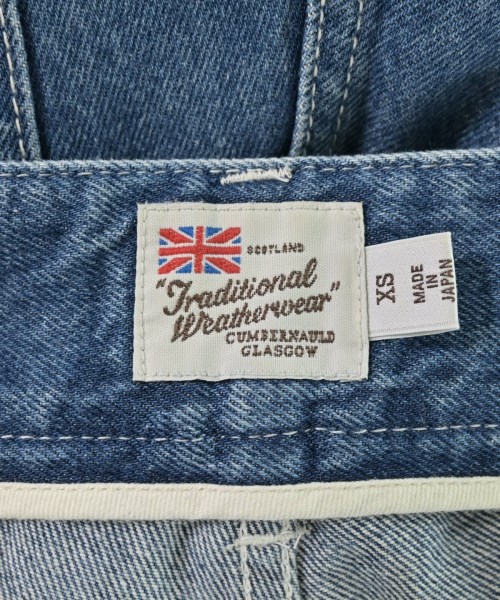 SCOTLAND
"Traditional
Weatherwear"
CUMBERNAULD
GLASGOW
XS
MADE
IN
JAPAN